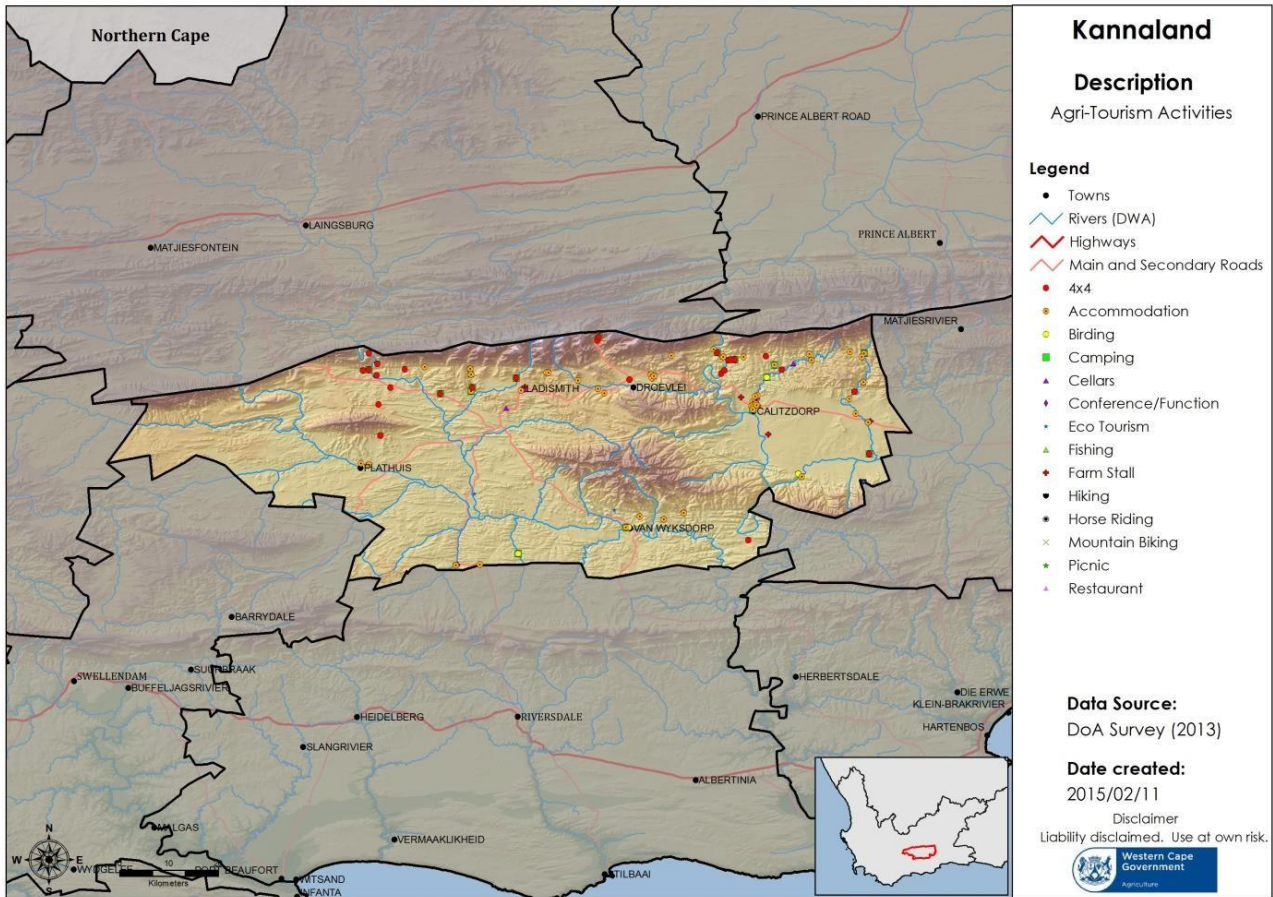 Northern Cape
PRINCE ALBERT ROAD
LAINGSBURG
MATJIESFONTEIN
PRINCE ALBERT
MATJIESRIVIER
LADISMITH
DROEVLEI
CALITZDORP
PLATHUIS
VAN WYKSDORP
BARRYDALE
SUURBRAAK
SWELLENDAM
BUFFELJAGSRIVIER
HERBERTSDALE
DIE ERWE
KLEIN-BRAKRIVIER
HEIDELBERG
RIVERSDALE
HARTENBOS
SLANGRIVIER
ALBERTINIA
MALGAS
VERMAAKLIKHEID
N
W
E
S
10
Kilometers
PORT BEAUFORT
WITSAND
INFANTA
STILBAAI
Kannaland
Description
Agri-Tourism Activities
Legend
Towns
Rivers (DWA)
Highways
Main and Secondary Roads
4x4
Accommodation
Birding
Camping
Cellars
Conference/Function
Eco Tourism
Fishing
Farm Stall
Hiking
Horse Riding
Mountain Biking
Picnic
Restaurant
Data Source:
DoA Survey (2013)
Date created:
2015/02/11
Disclaimer
Liability disclaimed. Use at own risk.
Western Cape
Government
Agriculture